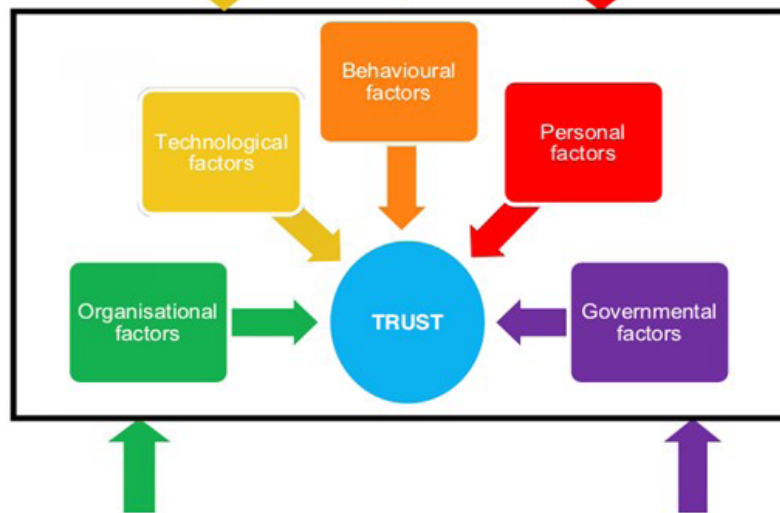 Behavioural
factors
Technological
factors
Personal
factors
Organisational
factors
TRUST
Governmental
factors